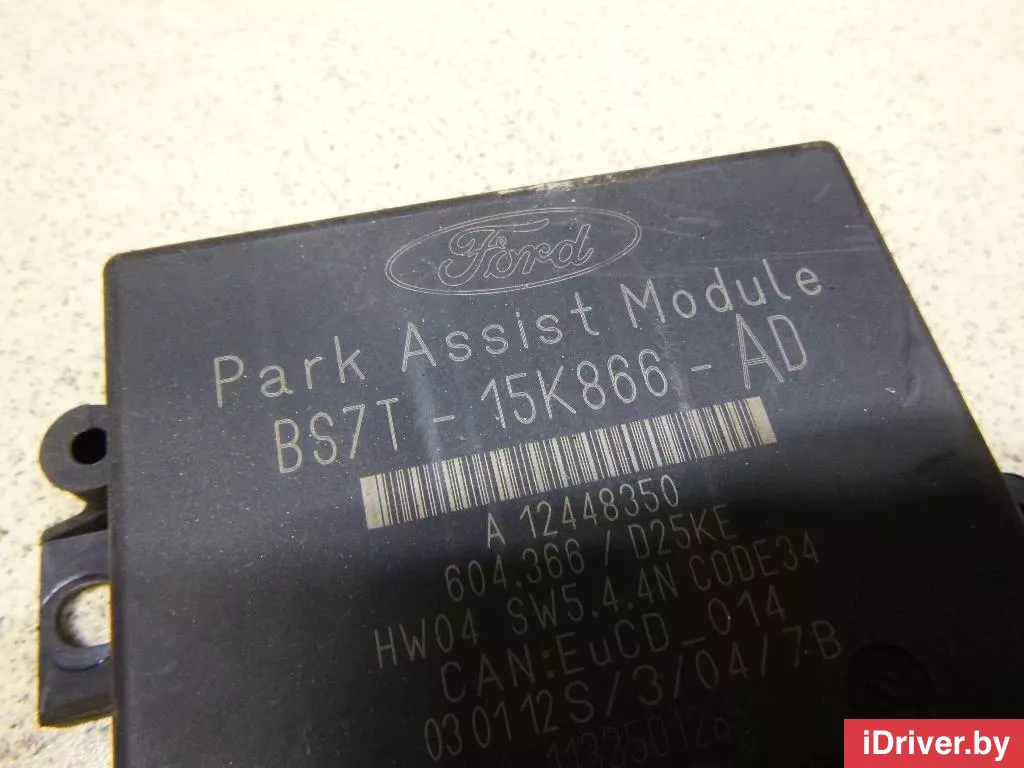 Ford
Park Assist Module
BS7T - 15K866 - AD
A 12448350
604.366 / D25KE
HW04 SW5.4.4N CODE34
CAN:EuCD_014
030112S/3/04/7B
iDriver.by